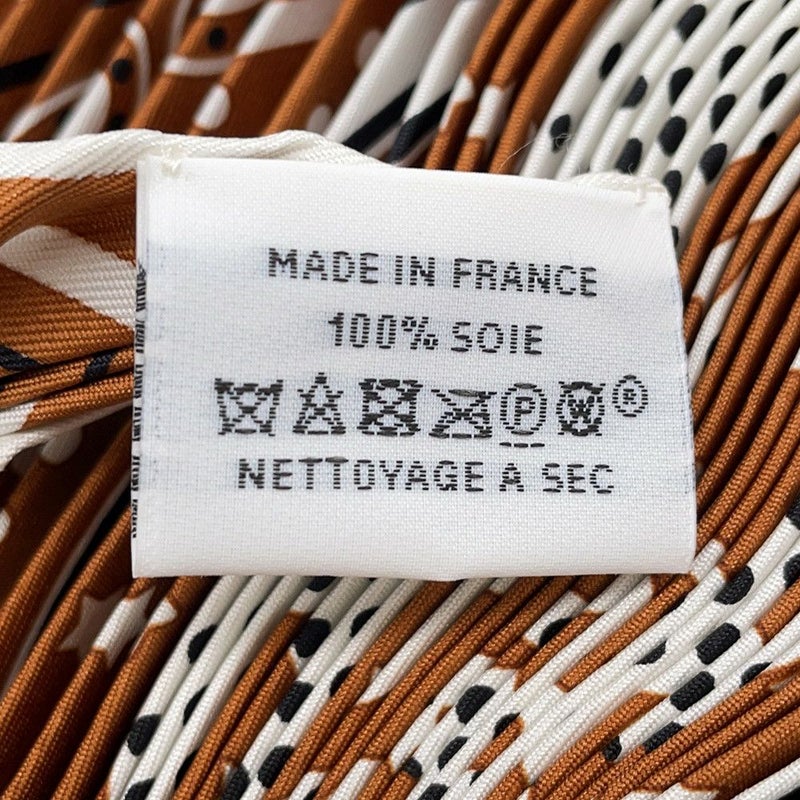 MADE IN FRANCE
100% SOIE
P W ®
NETTOYAGE A SEC